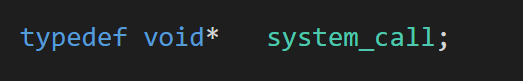 typedef void*   system_call;